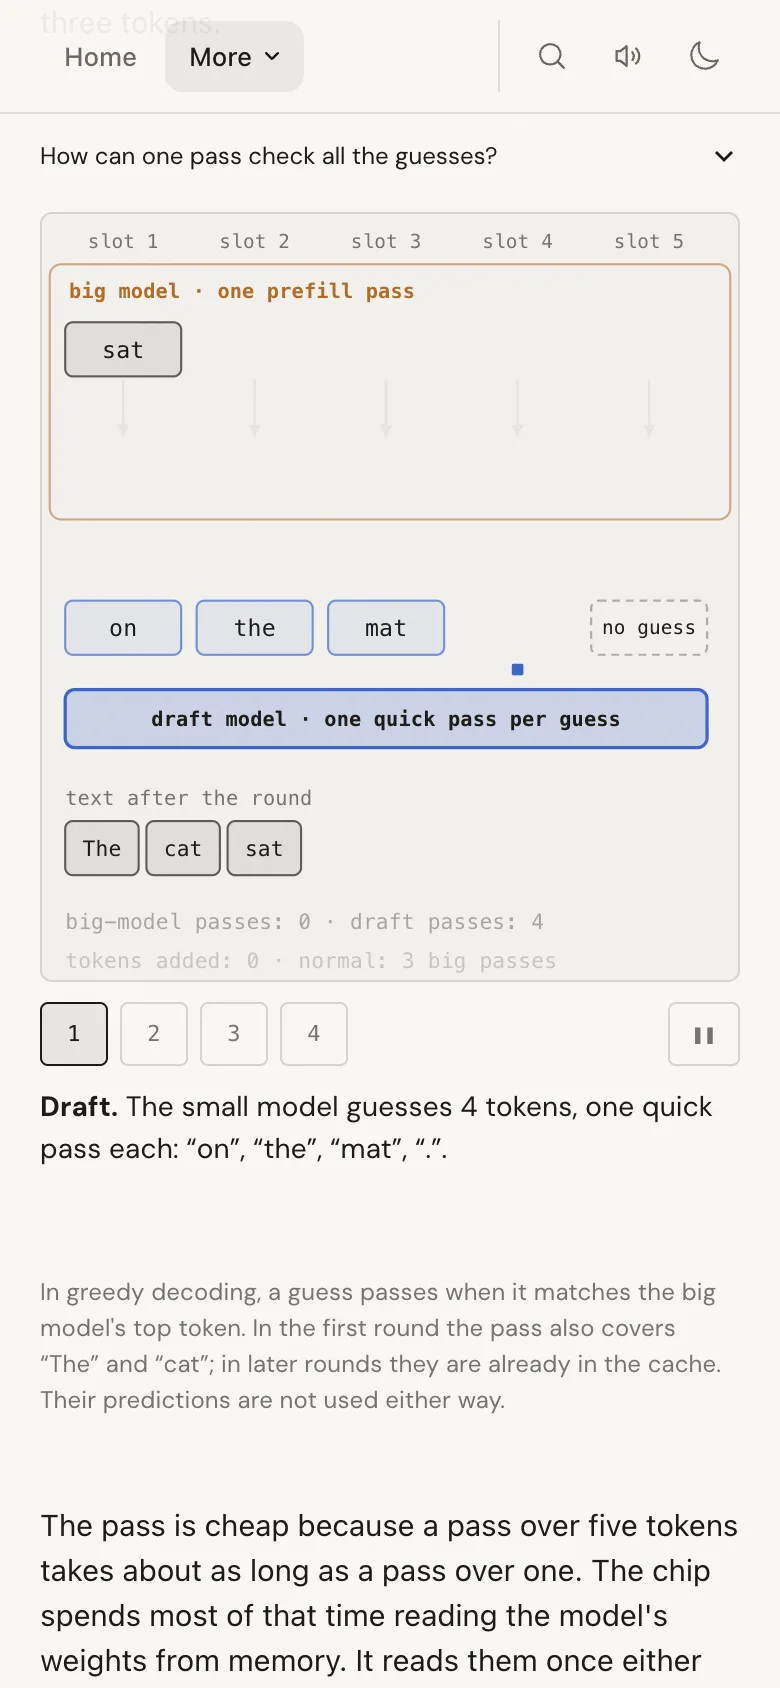 three tokens.
Home More
How can one pass check all the guesses?
slot 1 slot 2 slot 3 slot 4 slot 5
big model · one prefill pass
sat
on the mat no guess
draft model · one quick pass per guess
text after the round
The cat sat
big-model passes: 0 · draft passes: 4
tokens added: 0 · normal: 3 big passes
1 2 3 4
Draft. The small model guesses 4 tokens, one quick
pass each: “on”, “the”, “mat”, “.”.
In greedy decoding, a guess passes when it matches the big
model's top token. In the first round the pass also covers
“The” and “cat”; in later rounds they are already in the cache.
Their predictions are not used either way.
The pass is cheap because a pass over five tokens
takes about as long as a pass over one. The chip
spends most of that time reading the model's
weights from memory. It reads them once either